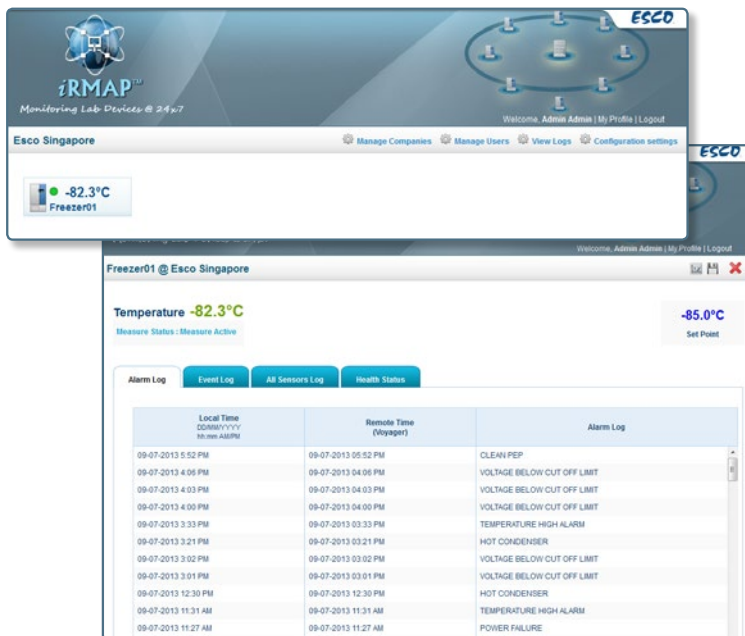 ESCO
iRMAP™
Monitoring Lab Devices @ 24x7
Welcome, Admin Admin | My Profile | Logout
Esco Singapore
Manage Companies Manage Users View Logs Configuration settings
-82.3°C
Freezer01
ESCO
Welcome, Admin Admin | My Profile | Logout
Freezer01 @ Esco Singapore
Temperature -82.3°C
-85.0°C
Measure Status : Measure Active
Set Point
Alarm Log Event Log All Sensors Log Health Status
Local Time
DD/MM/YYYY
hh:mm AM/PM
Remote Time
(Voyager)
Alarm Log
09-07-2013 5:52 PM 09-07-2013 05:52 PM CLEAN PEP
09-07-2013 4:06 PM 09-07-2013 04:06 PM VOLTAGE BELOW CUT OFF LIMIT
09-07-2013 4:03 PM 09-07-2013 04:03 PM VOLTAGE BELOW CUT OFF LIMIT
09-07-2013 4:00 PM 09-07-2013 04:00 PM VOLTAGE BELOW CUT OFF LIMIT
09-07-2013 3:33 PM 09-07-2013 03:33 PM TEMPERATURE HIGH ALARM
09-07-2013 3:21 PM 09-07-2013 03:21 PM HOT CONDENSER
09-07-2013 3:02 PM 09-07-2013 03:02 PM VOLTAGE BELOW CUT OFF LIMIT
09-07-2013 3:01 PM 09-07-2013 03:01 PM VOLTAGE BELOW CUT OFF LIMIT
09-07-2013 12:30 PM 09-07-2013 12:30 PM HOT CONDENSER
09-07-2013 11:31 AM 09-07-2013 11:31 AM TEMPERATURE HIGH ALARM
09-07-2013 11:27 AM 09-07-2013 11:27 AM POWER FAILURE